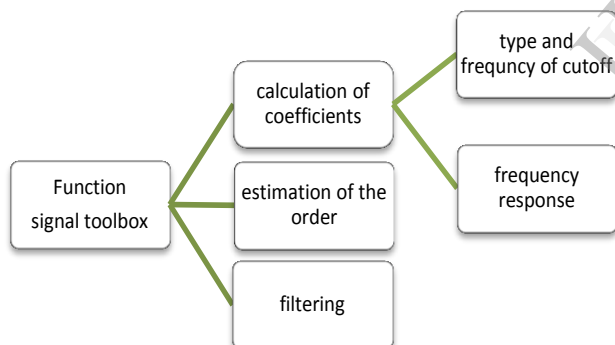 type and
frequncy of cutoff
calculation of
coefficients
Function
signal toolbox
estimation of the
order
frequency
response
filtering